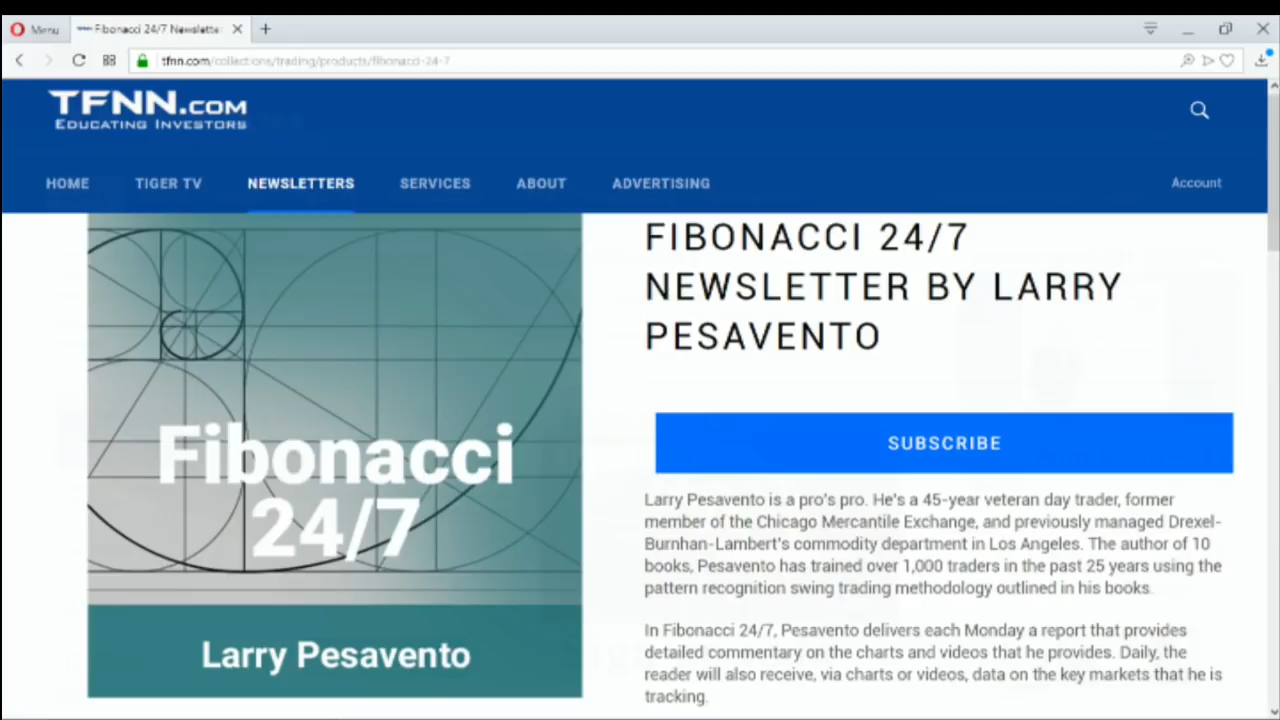 Menu
Fibonacci 24/7 Newslette
tfnn.com/collections/trading/products/fibonacci-24-7
TFNN.COM
EDUCATING INVESTORS
HOME TIGER TV NEWSLETTERS SERVICES ABOUT ADVERTISING Account
Fibonacci
24/7
Larry Pesavento
FIBONACCI 24/7
NEWSLETTER BY LARRY
PESAVENTO
SUBSCRIBE
Larry Pesavento is a pro's pro. He's a 45-year veteran day trader, former
member of the Chicago Mercantile Exchange, and previously managed Drexel-
Burnhan-Lambert's commodity department in Los Angeles. The author of 10
books, Pesavento has trained over 1,000 traders in the past 25 years using the
pattern recognition swing trading methodology outlined in his books.
In Fibonacci 24/7, Pesavento delivers each Monday a report that provides
detailed commentary on the charts and videos that he provides. Daily, the
reader will also receive, via charts or videos, data on the key markets that he is
tracking.